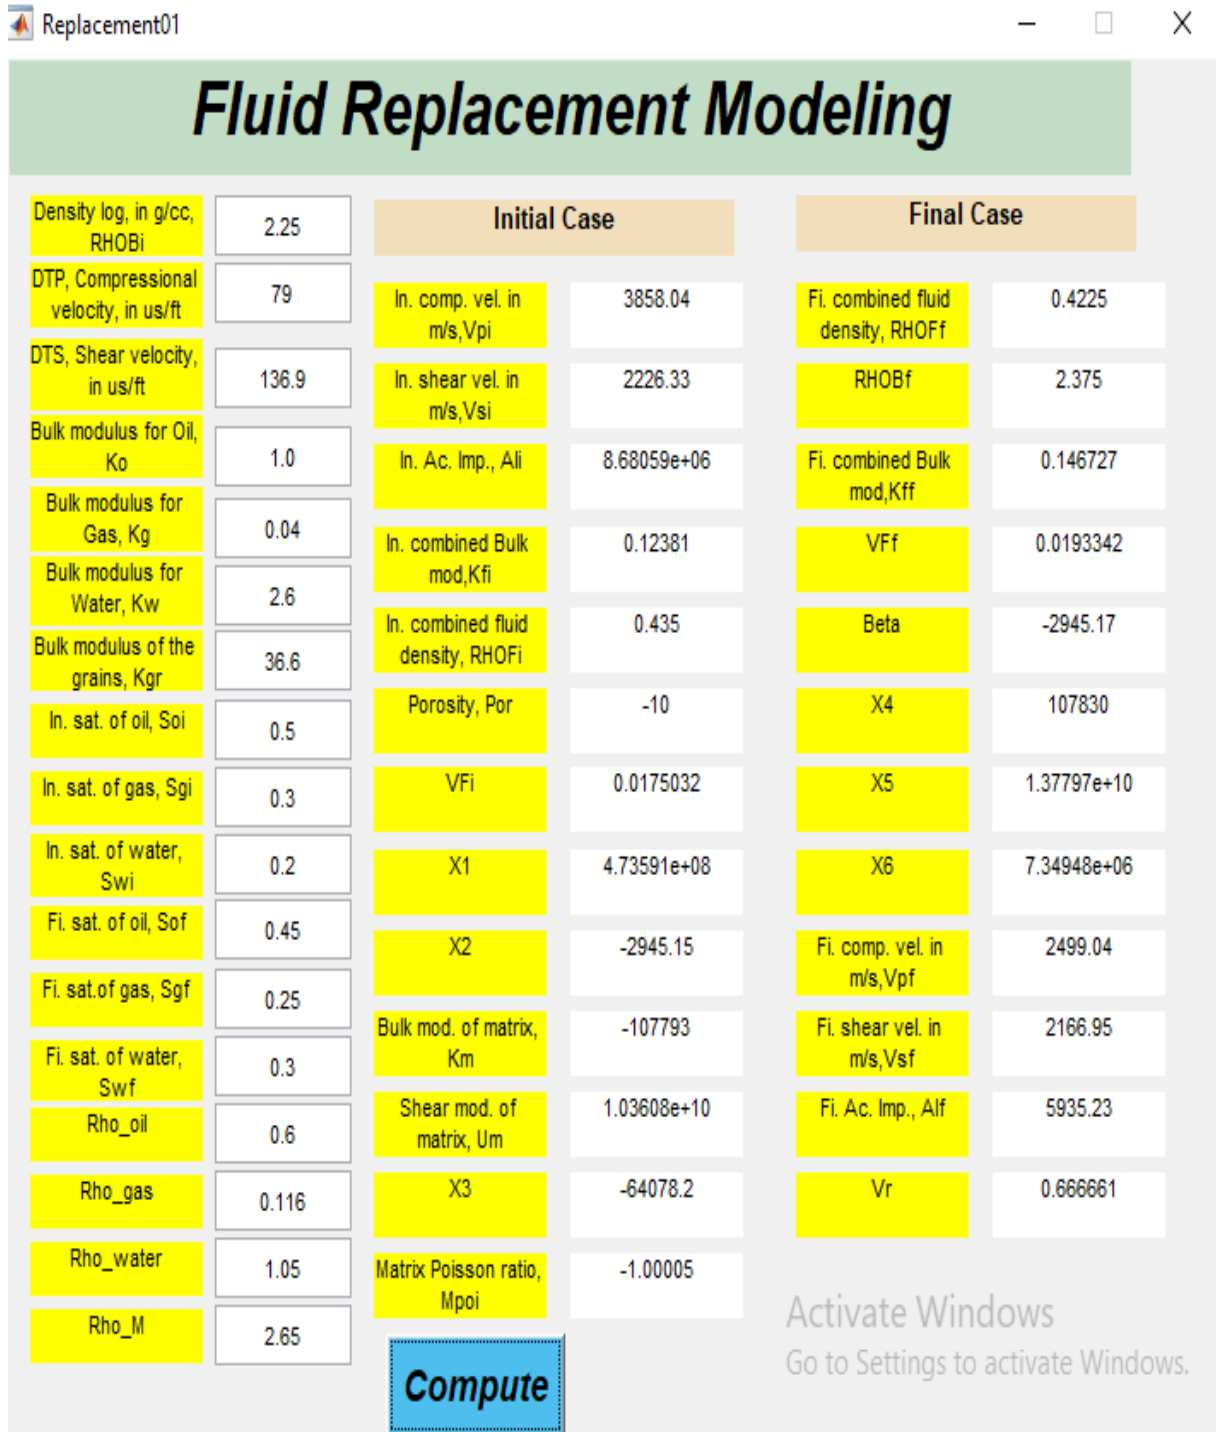 Replacement01
Fluid Replacement Modeling
Density log, in g/cc,
RHOBi
2.25
DTP, Compressional
velocity, in us/ft
79
DTS, Shear velocity,
in us/ft
136.9
Bulk modulus for Oil,
Ko
1.0
Bulk modulus for
Gas, Kg
0.04
Bulk modulus for
Water, Kw
2.6
Bulk modulus of the
grains, Kgr
36.6
In. sat. of oil, Soi
0.5
In. sat. of gas, Sgi
0.3
In. sat. of water,
Swi
0.2
Fi. sat. of oil, Sof
0.45
Fi. sat.of gas, Sgf
0.25
Fi. sat. of water,
Swf
0.3
Rho_oil
0.6
Rho_gas
0.116
Rho_water
1.05
Rho_M
2.65
Initial Case
In. comp. vel. in
m/s,Vpi
3858.04
In. shear vel. in
m/s,Vsi
2226.33
In. Ac. Imp., AIi
8.68059e+06
In. combined Bulk
mod,Kfi
0.12381
In. combined fluid
density, RHOFi
0.435
Porosity, Por
-10
VFi
0.0175032
X1
4.73591e+08
X2
-2945.15
Bulk mod. of matrix,
Km
-107793
Shear mod. of
matrix, Um
1.03608e+10
X3
-64078.2
Matrix Poisson ratio,
Mpoi
-1.00005
Compute
Final Case
Fi. combined fluid
density, RHOFf
0.4225
RHOBf
2.375
Fi. combined Bulk
mod,Kff
0.146727
VFf
0.0193342
Beta
-2945.17
X4
107830
X5
1.37797e+10
X6
7.34948e+06
Fi. comp. vel. in
m/s,Vpf
2499.04
Fi. shear vel. in
m/s,Vsf
2166.95
Fi. Ac. Imp., AIf
5935.23
Vr
0.666661
Activate Windows
Go to Settings to activate Windows.